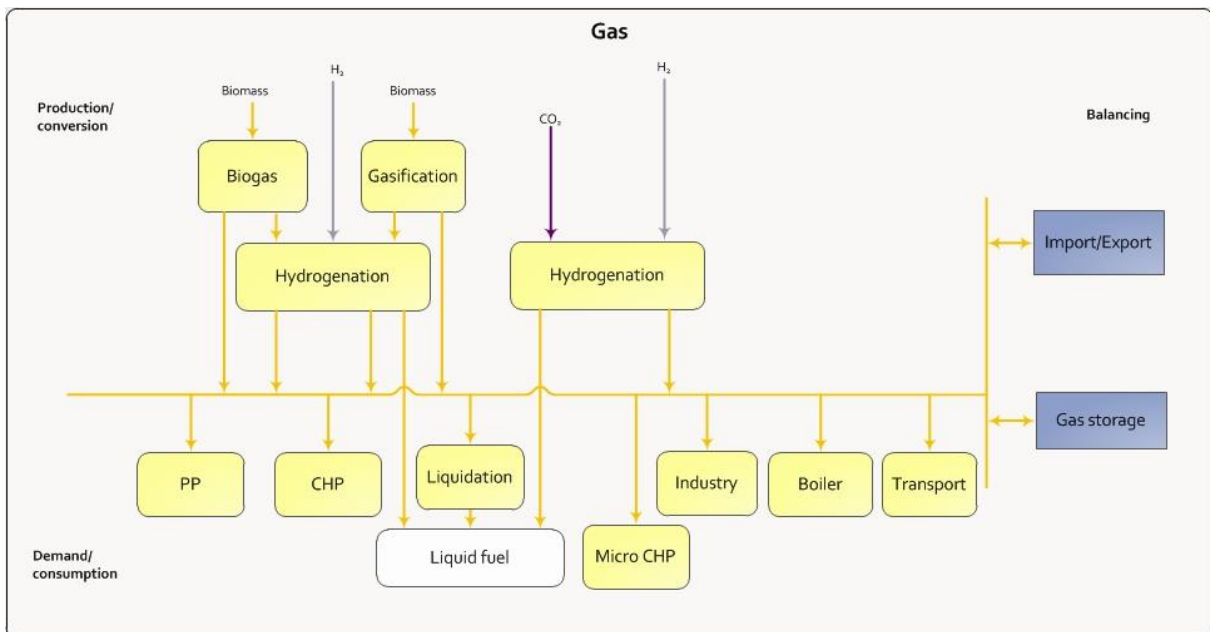 Gas
H₂
H₂
Biomass
Biomass
Production/
conversion
CO₂
Balancing
Biogas
Gasification
Import/Export
Hydrogenation
Hydrogenation
Gas storage
PP
CHP
Liquidation
Industry
Boiler
Transport
Demand/
consumption
Liquid fuel
Micro CHP